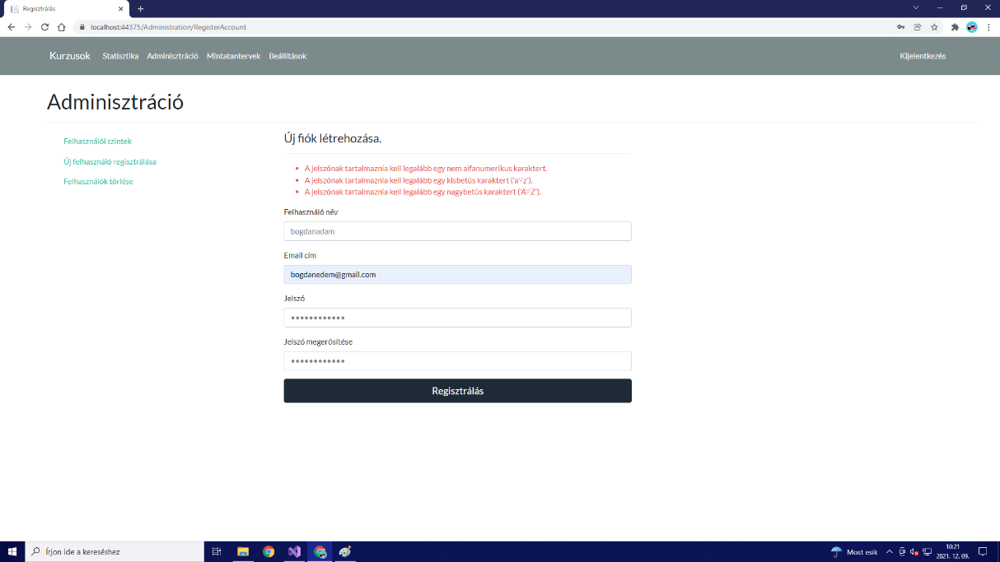 Regisztrálás
localhost:44375/Administration/RegisterAccount
Kurzusok Statisztika Adminisztráció Mintatantervek Beállítások Kijelentkezés
Adminisztráció
Felhasználói szintek
Új felhasználó regisztrálása
Felhasználók törlése
Új fiók létrehozása.
A jelszónak tartalmaznia kell legalább egy nem alfanumerikus karaktert.
A jelszónak tartalmaznia kell legalább egy kisbetűs karaktert ('a'-'z').
A jelszónak tartalmaznia kell legalább egy nagybetűs karaktert ('A'-'Z').
Felhasználó név
bogdanadam
Email cím
bogdanedem@gmail.com
Jelszó
••••••••••••
Jelszó megerősítése
••••••••••••
Regisztrálás
Írjon ide a kereséshez
Most esik
10:21
2021. 12. 09.